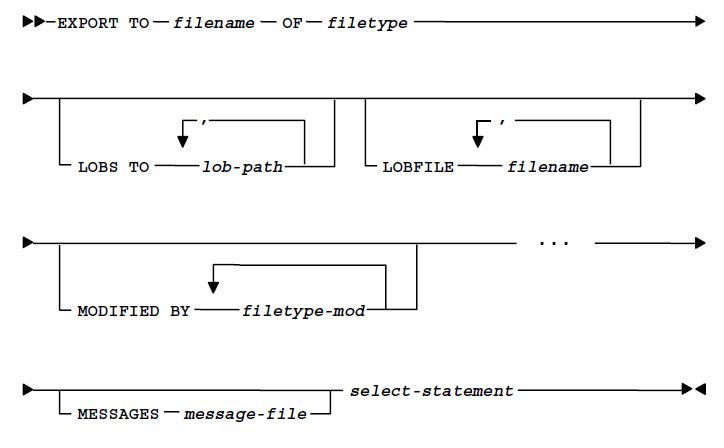 EXPORT TO filename OF filetype
, ,
LOBS TO lob-path LOBFILE filename
...
MODIFIED BY filetype-mod
select-statement
MESSAGES message-file